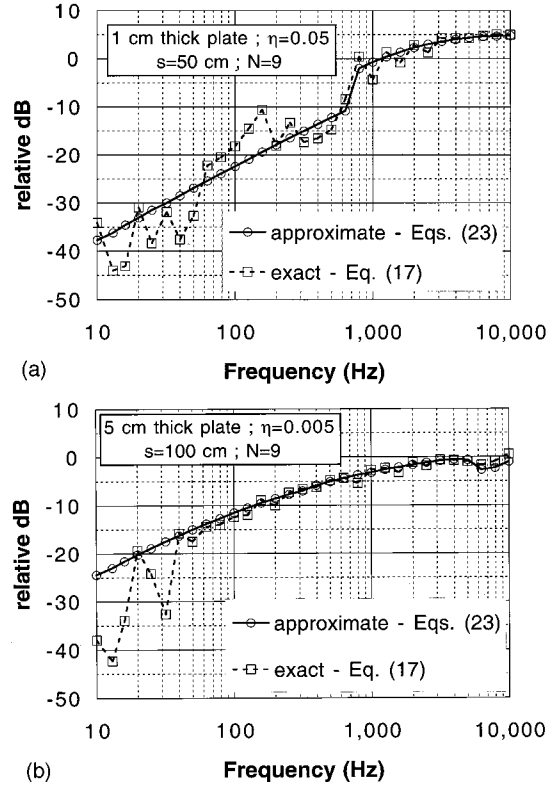 10
0
-10
-20
-30
-40
-50
relative dB
1 cm thick plate ; η=0.05
s=50 cm ; N=9
approximate - Eqs. (23)
exact - Eq. (17)
10 100 1,000 10,000
(a) Frequency (Hz)
10
0
-10
-20
-30
-40
-50
relative dB
5 cm thick plate ; η=0.005
s=100 cm ; N=9
approximate - Eqs. (23)
exact - Eq. (17)
10 100 1,000 10,000
(b) Frequency (Hz)